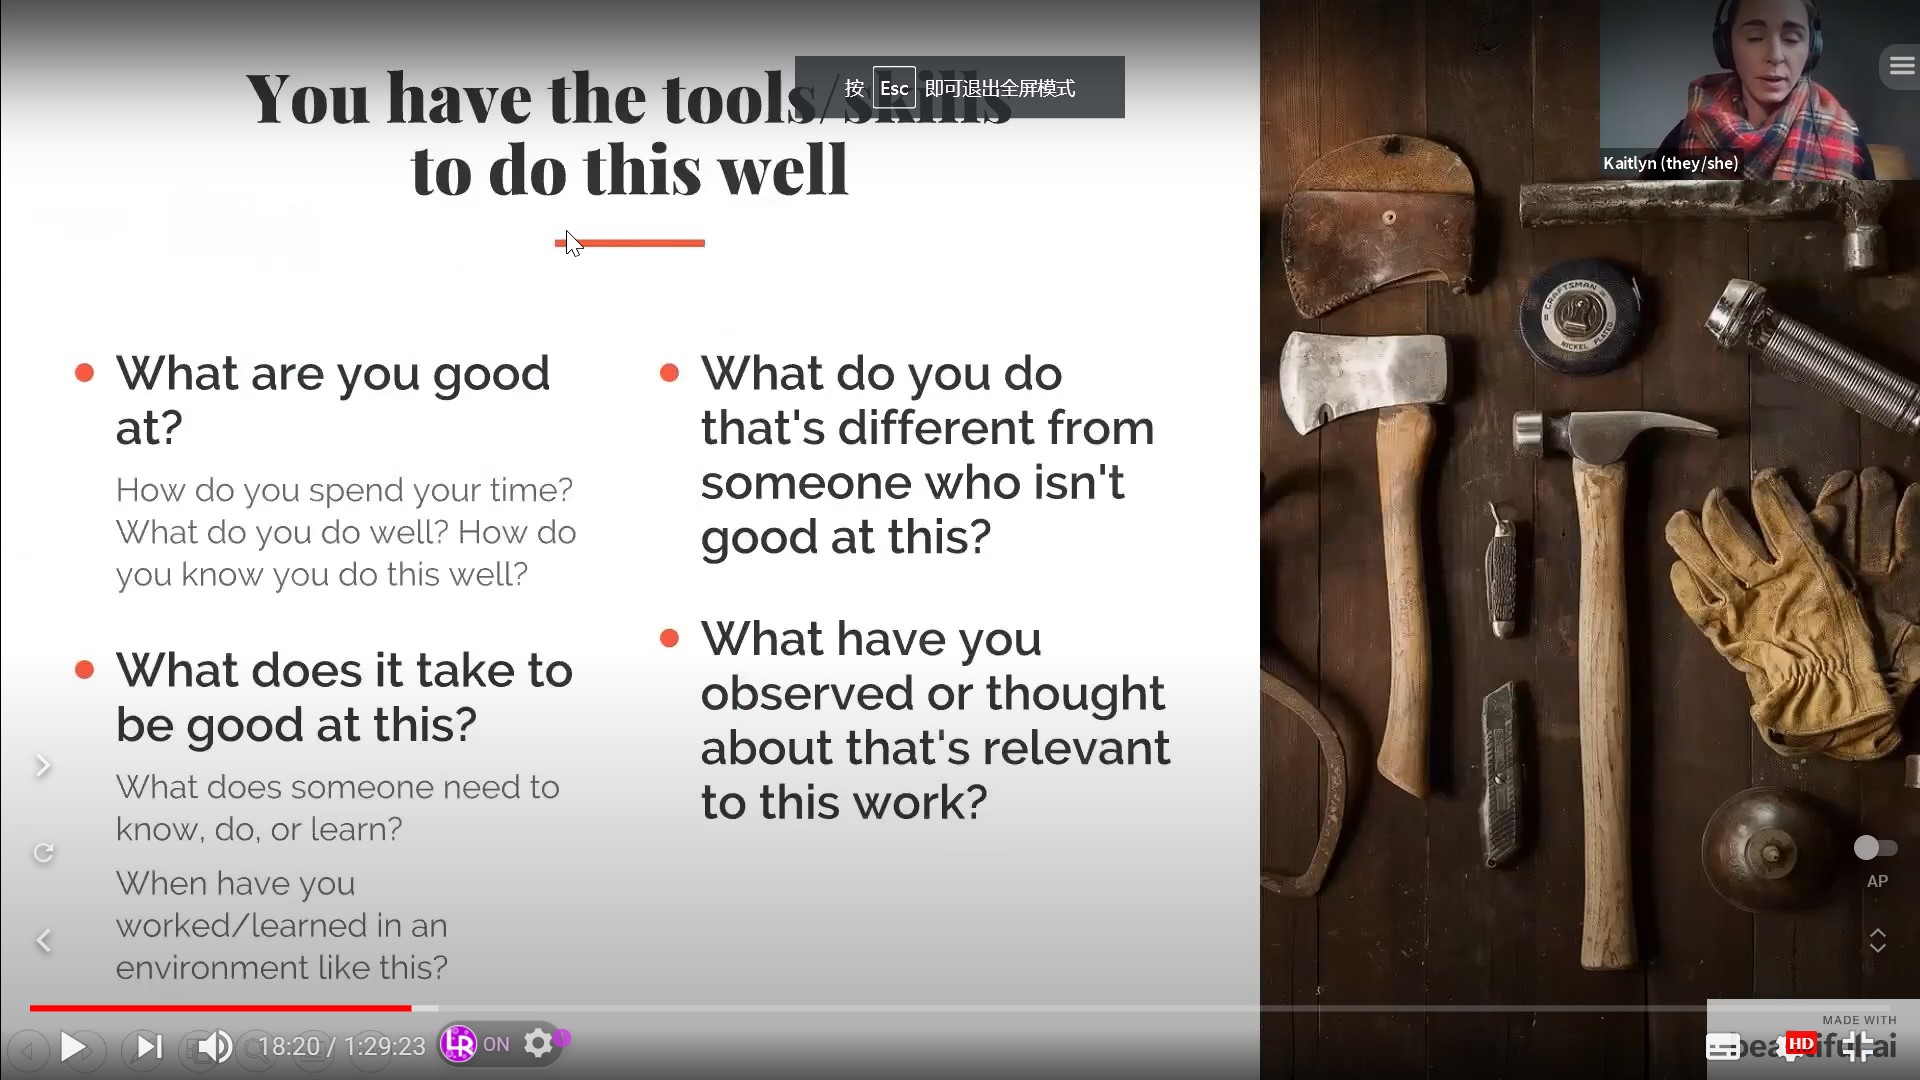 You have the tools/skills
to do this well
按 Esc 即可退出全屏模式
Kaitlyn (they/she)
What are you good
at?
How do you spend your time?
What do you do well? How do
you know you do this well?
What does it take to
be good at this?
What does someone need to
know, do, or learn?
When have you
worked/learned in an
environment like this?
What do you do
that's different from
someone who isn't
good at this?
What have you
observed or thought
about that's relevant
to this work?
CRAFTSMAN
NICKEL PLATED
AP
18:20 / 1:29:23
LR ON
MADE WITH
beautiful.ai
HD